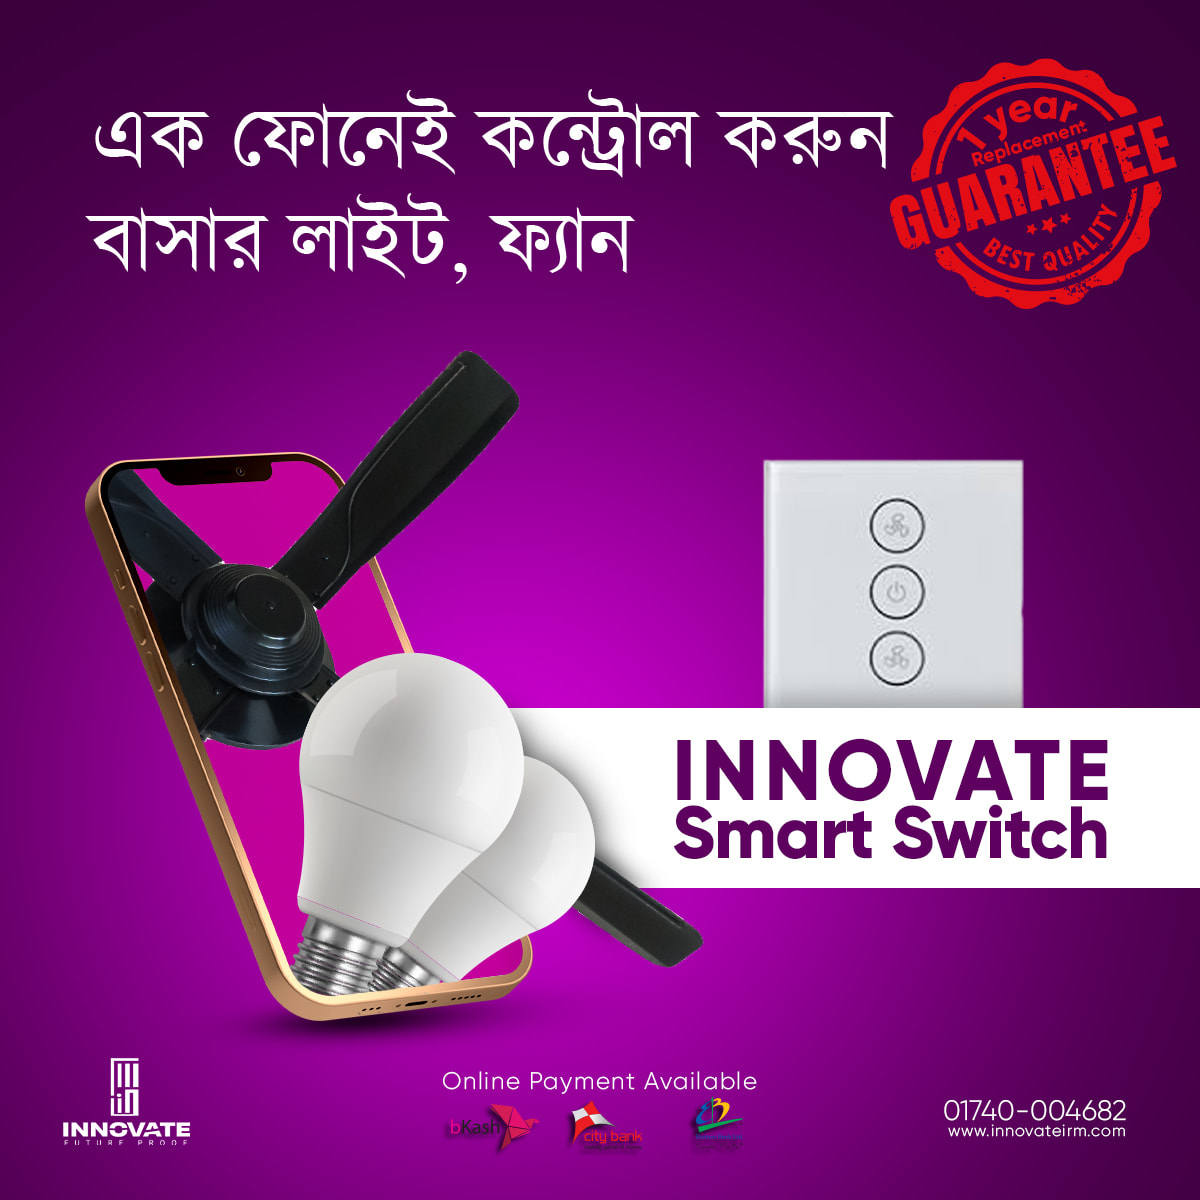 এক ফোনেই কন্ট্রোল করুন
বাসার লাইট, ফ্যান
1 year
Replacement
GUARANTEE
BEST QUALITY
INNOVATE
Smart Switch
INNOVATE
FUTURE PROOF
Online Payment Available
bKash
city bank
01740-004682
www.innovateirm.com